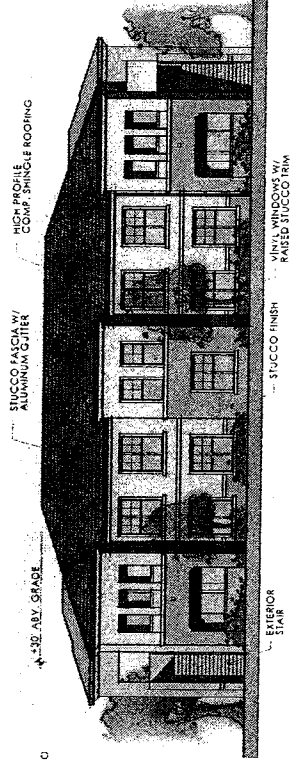 +30' ABV. GRADE
STUCCO FASCIA W/
ALUMINUM GUTTER
HIGH PROFILE
COMP. SHINGLE ROOFING
EXTERIOR
STAIR
STUCCO FINISH
VINYL WINDOWS W/
RAISED STUCCO TRIM